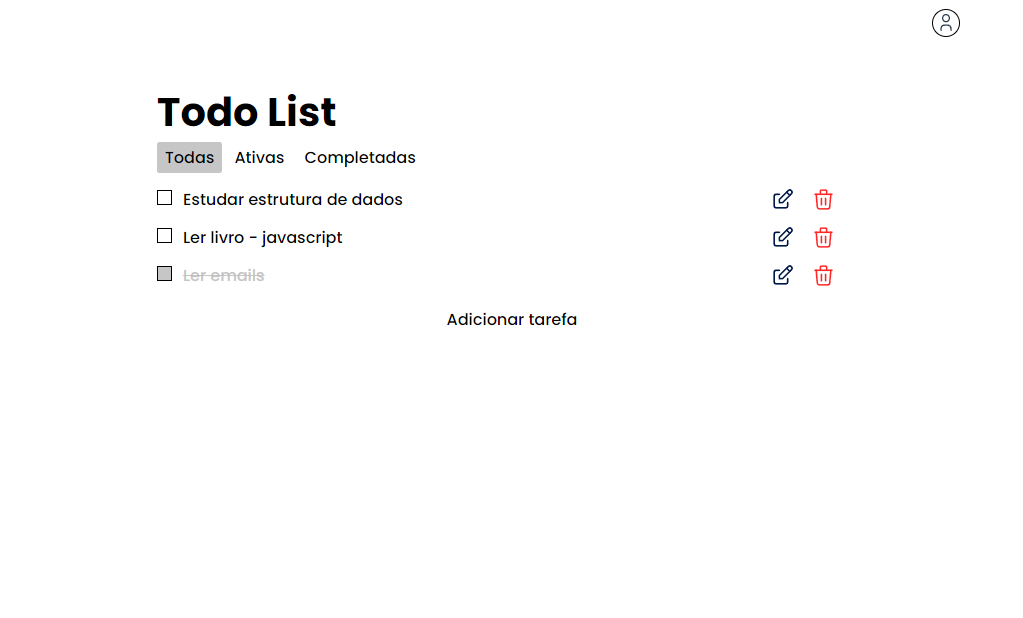 Todo List
Todas Ativas Completadas
Estudar estrutura de dados
Ler livro - javascript
Ler emails
Adicionar tarefa